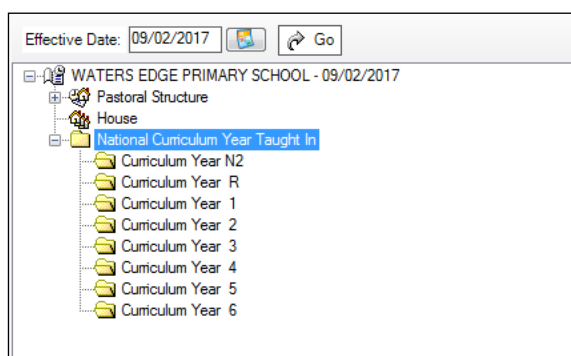 Effective Date: 09/02/2017 Go
WATERS EDGE PRIMARY SCHOOL - 09/02/2017
Pastoral Structure
House
National Curriculum Year Taught In
Curriculum Year N2
Curriculum Year R
Curriculum Year 1
Curriculum Year 2
Curriculum Year 3
Curriculum Year 4
Curriculum Year 5
Curriculum Year 6